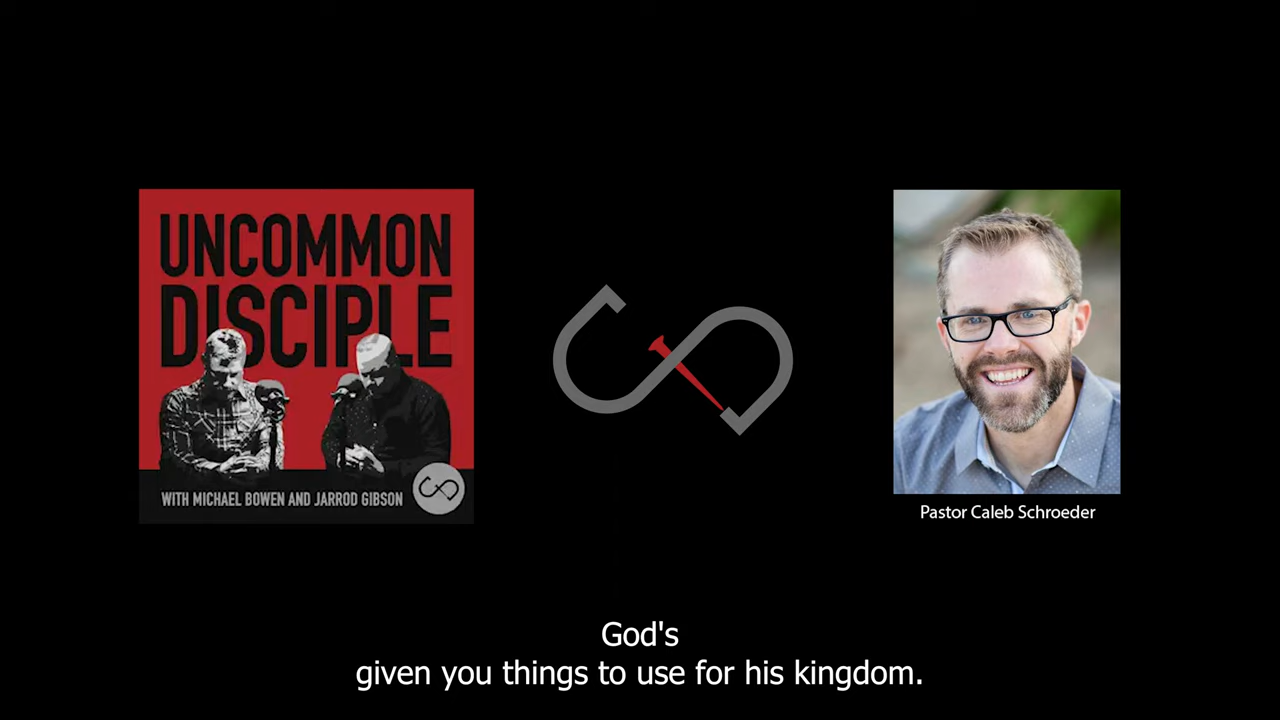 UNCOMMON
DISCIPLE
WITH MICHAEL BOWEN AND JARROD GIBSON
Pastor Caleb Schroeder
God's
given you things to use for his kingdom.